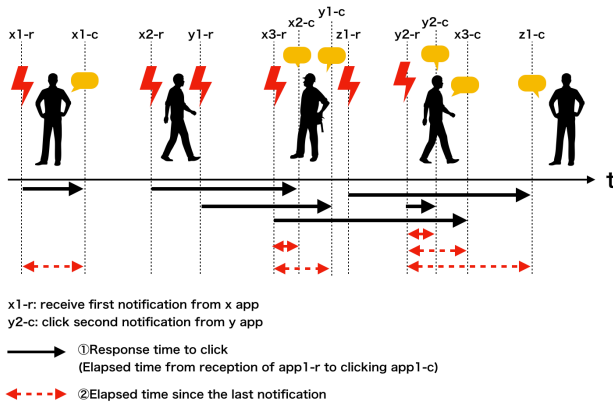 y1-c
x2-c
y2-c
x1-r
x1-c
x2-r
y1-r
x3-r
z1-r
y2-r
x3-c
z1-c
t
x1-r: receive first notification from x app
y2-c: click second notification from y app
①Response time to click
(Elapsed time from reception of app1-r to clicking app1-c)
②Elapsed time since the last notification